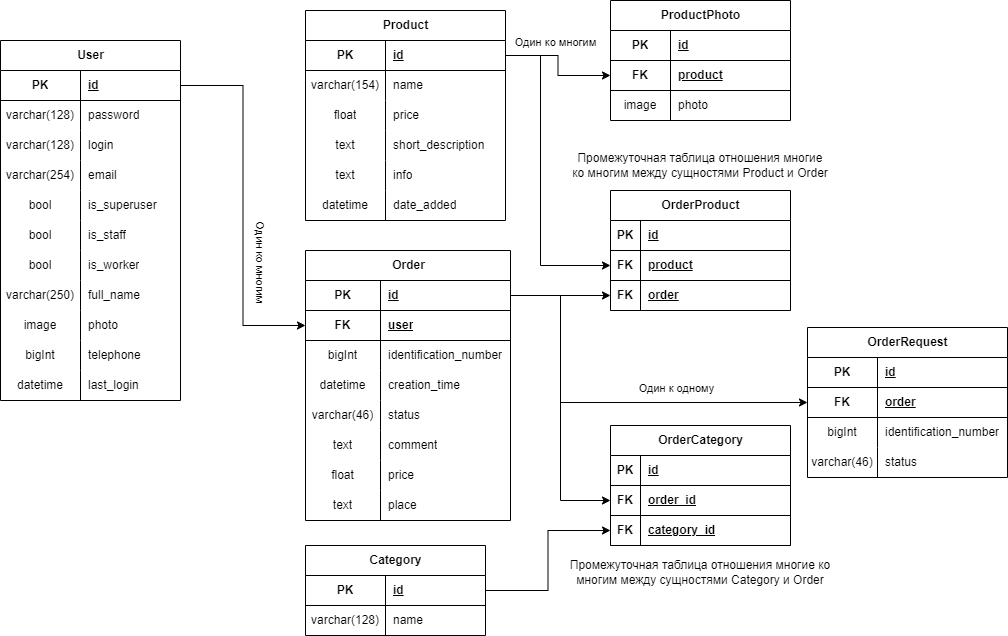 User
PK id
varchar(128) password
varchar(128) login
varchar(254) email
bool is_superuser
bool is_staff
bool is_worker
varchar(250) full_name
image photo
bigInt telephone
datetime last_login
Один ко многим
Product
PK id
varchar(154) name
float price
text short_description
text info
datetime date_added
Один ко многим
ProductPhoto
PK id
FK product
image photo
Промежуточная таблица отношения многие
ко многим между сущностями Product и Order
OrderProduct
PK id
FK product
FK order
Order
PK id
FK user
bigInt identification_number
datetime creation_time
varchar(46) status
text comment
float price
text place
Один к одному
OrderRequest
PK id
FK order
bigInt identification_number
varchar(46) status
OrderCategory
PK id
FK order_id
FK category_id
Промежуточная таблица отношения многие ко
многим между сущностями Category и Order
Category
PK id
varchar(128) name